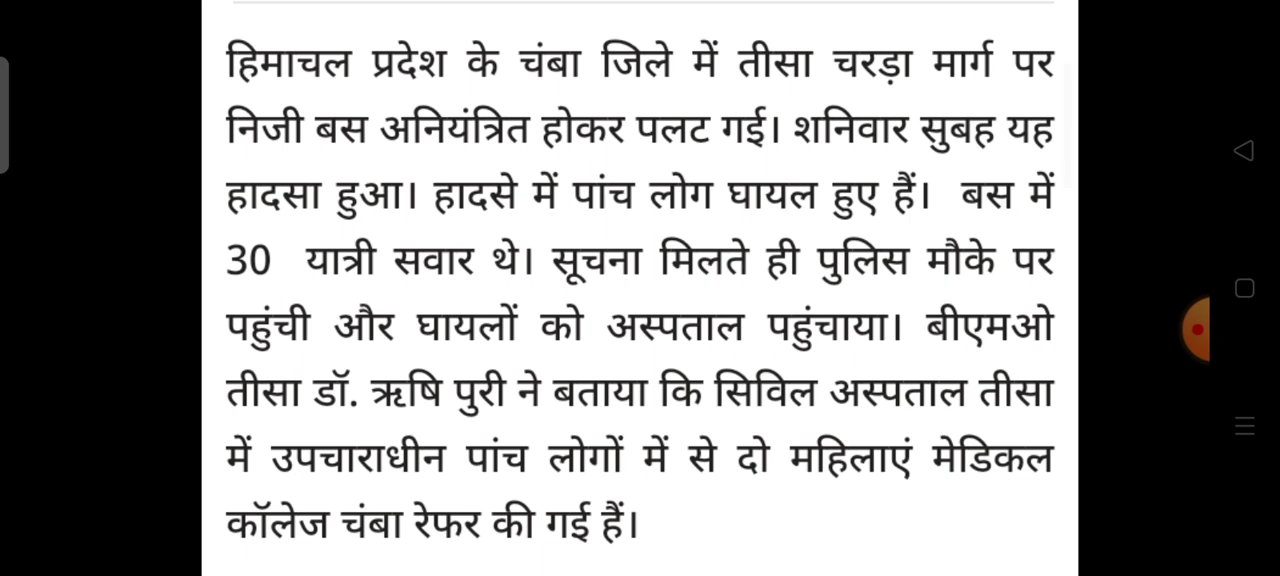 हिमाचल प्रदेश के चंबा जिले में तीसा चरड़ा मार्ग पर
निजी बस अनियंत्रित होकर पलट गई। शनिवार सुबह यह
हादसा हुआ। हादसे में पांच लोग घायल हुए हैं। बस में
30 यात्री सवार थे। सूचना मिलते ही पुलिस मौके पर
पहुंची और घायलों को अस्पताल पहुंचाया। बीएमओ
तीसा डॉ. ऋषि पुरी ने बताया कि सिविल अस्पताल तीसा
में उपचाराधीन पांच लोगों में से दो महिलाएं मेडिकल
कॉलेज चंबा रेफर की गई हैं।